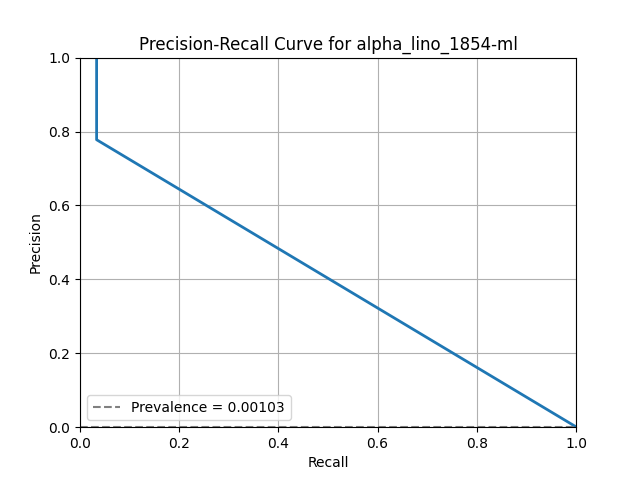 Precision-Recall Curve for alpha_lino_1854-ml
1.0
0.8
0.6
0.4
0.2
0.0
Precision
Prevalence = 0.00103
0.0 0.2 0.4 0.6 0.8 1.0
Recall